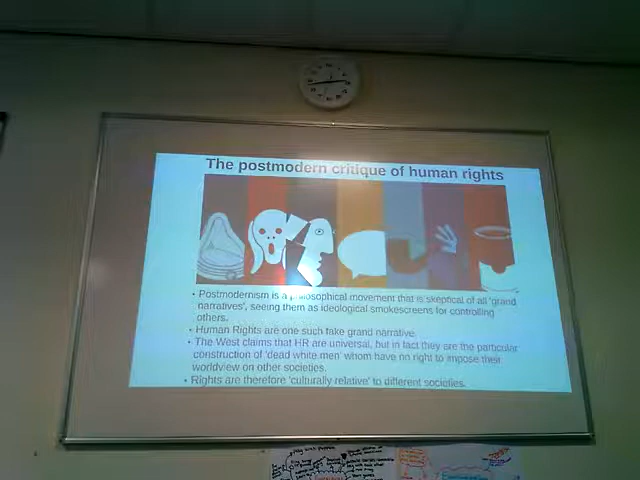 The postmodern critique of human rights
• Postmodernism is a philosophical movement that is skeptical of all 'grand
narratives', seeing them as ideological smokescreens for controlling
others.
• Human Rights are one such fake grand narrative.
• The West claims that HR are universal, but in fact they are the particular
construction of 'dead white men' whom have no right to impose their
worldview on other societies.
• Rights are therefore 'culturally relative' to different societies.